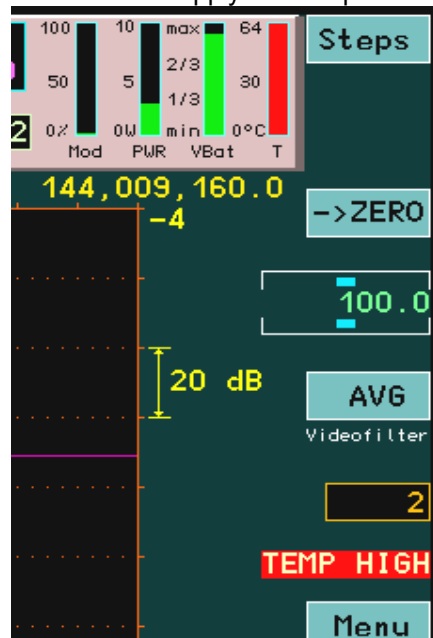 100 10 max 64 Steps
2/3
50 5 30
1/3
2 0% 0W min 0°C
Mod PWR VBat T
144,009,160.0
-4 ->ZERO
100.0
20 dB AVG
Videofilter
2
TEMP HIGH
Menu